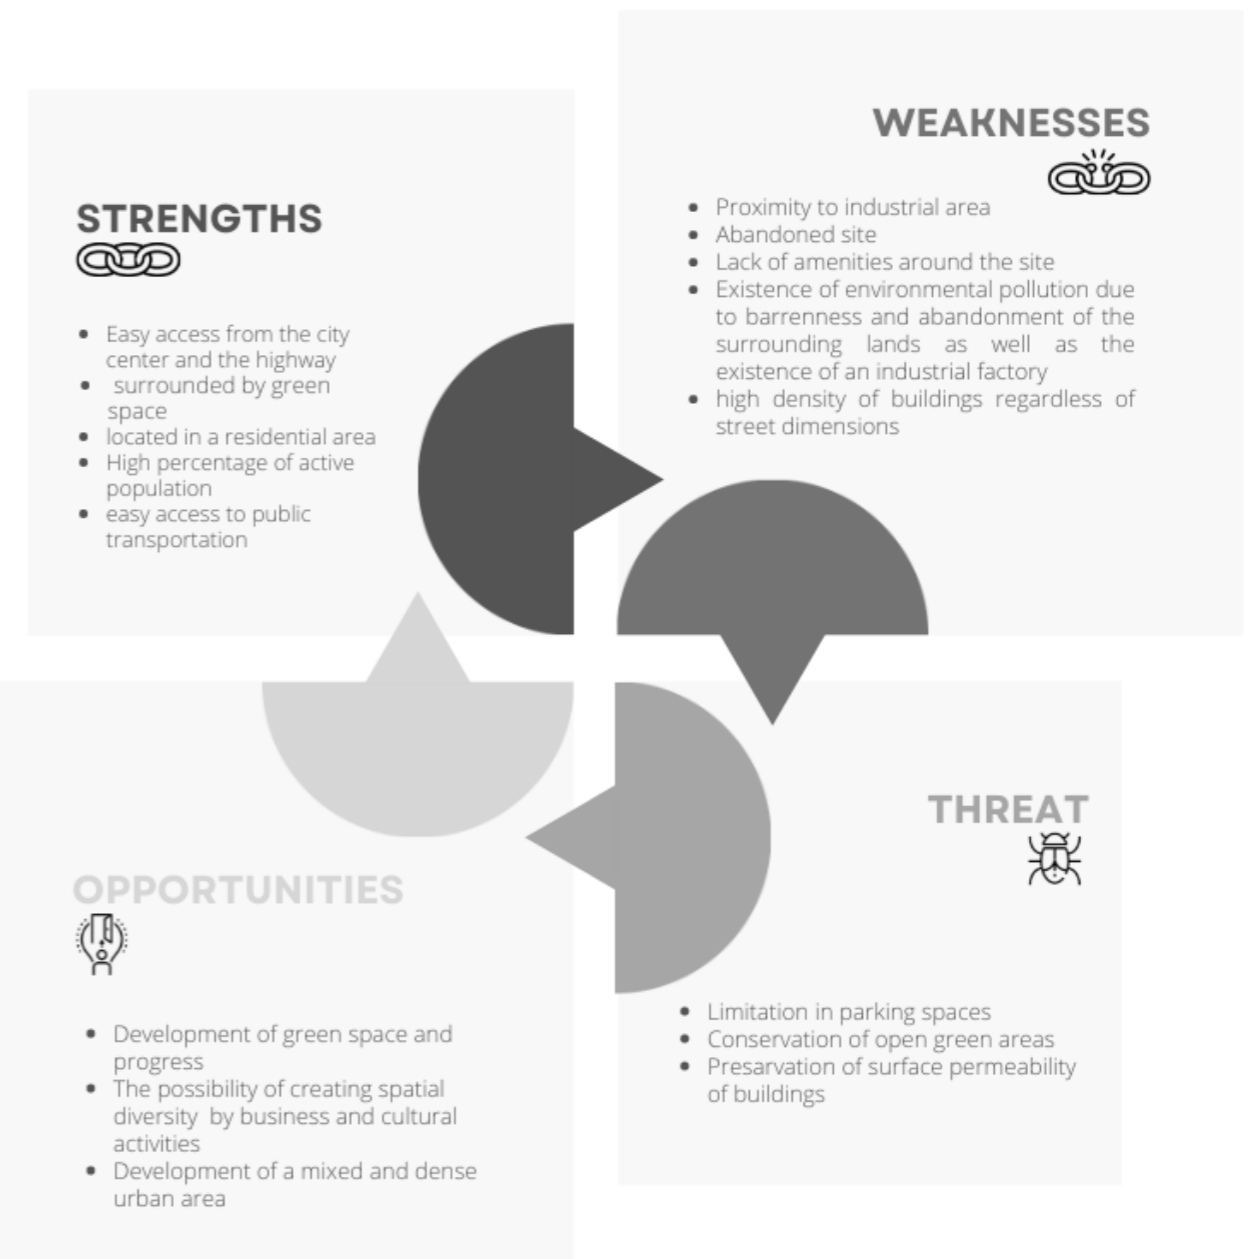 STRENGTHS
• Easy access from the city
center and the highway
• surrounded by green
space
• located in a residential area
• High percentage of active
population
• easy access to public
transportation
WEAKNESSES
• Proximity to industrial area
• Abandoned site
• Lack of amenities around the site
• Existence of environmental pollution due
to barrenness and abandonment of the
surrounding lands as well as the
existence of an industrial factory
• high density of buildings regardless of
street dimensions
OPPORTUNITIES
• Development of green space and
progress
• The possibility of creating spatial
diversity by business and cultural
activities
• Development of a mixed and dense
urban area
THREAT
• Limitation in parking spaces
• Conservation of open green areas
• Presarvation of surface permeability
of buildings